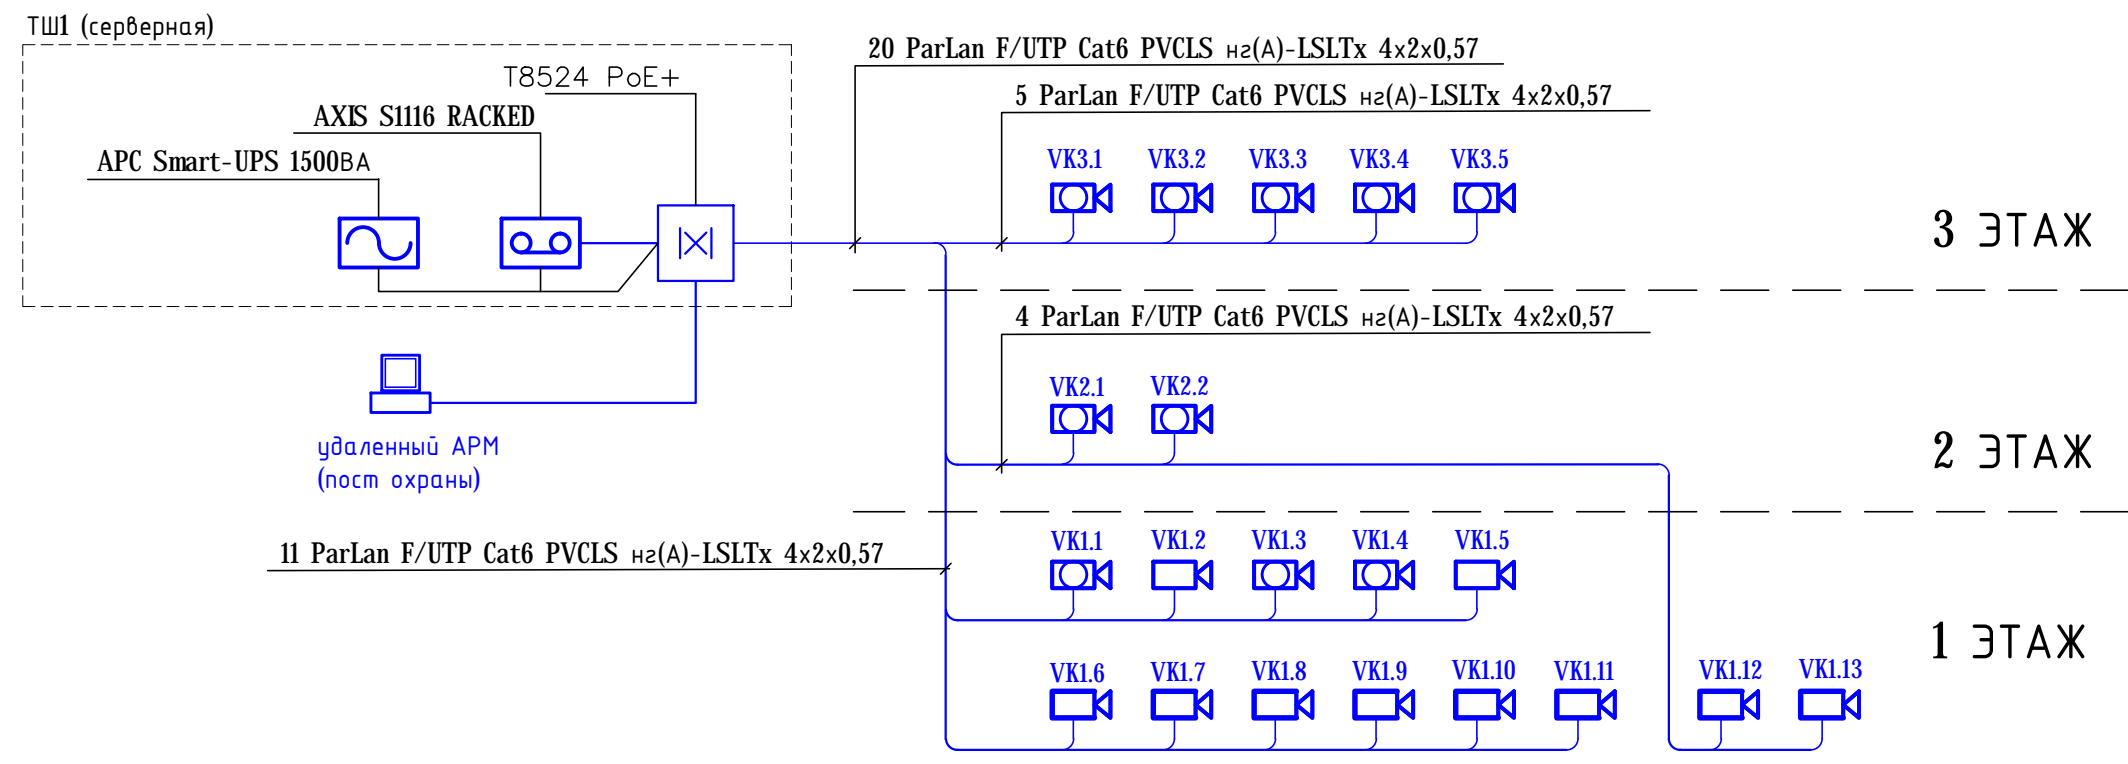 ТШ1 (серверная)
T8524 PoE+
AXIS S1116 RACKED
APC Smart-UPS 1500ВА
20 ParLan F/UTP Cat6 PVCLS нг(А)-LSLTx 4x2x0,57
5 ParLan F/UTP Cat6 PVCLS нг(А)-LSLTx 4x2x0,57
VK3.1 VK3.2 VK3.3 VK3.4 VK3.5
3 ЭТАЖ
4 ParLan F/UTP Cat6 PVCLS нг(А)-LSLTx 4x2x0,57
VK2.1 VK2.2
2 ЭТАЖ
удаленный АРМ
(пост охраны)
11 ParLan F/UTP Cat6 PVCLS нг(А)-LSLTx 4x2x0,57
VK1.1 VK1.2 VK1.3 VK1.4 VK1.5
1 ЭТАЖ
VK1.6 VK1.7 VK1.8 VK1.9 VK1.10 VK1.11 VK1.12 VK1.13